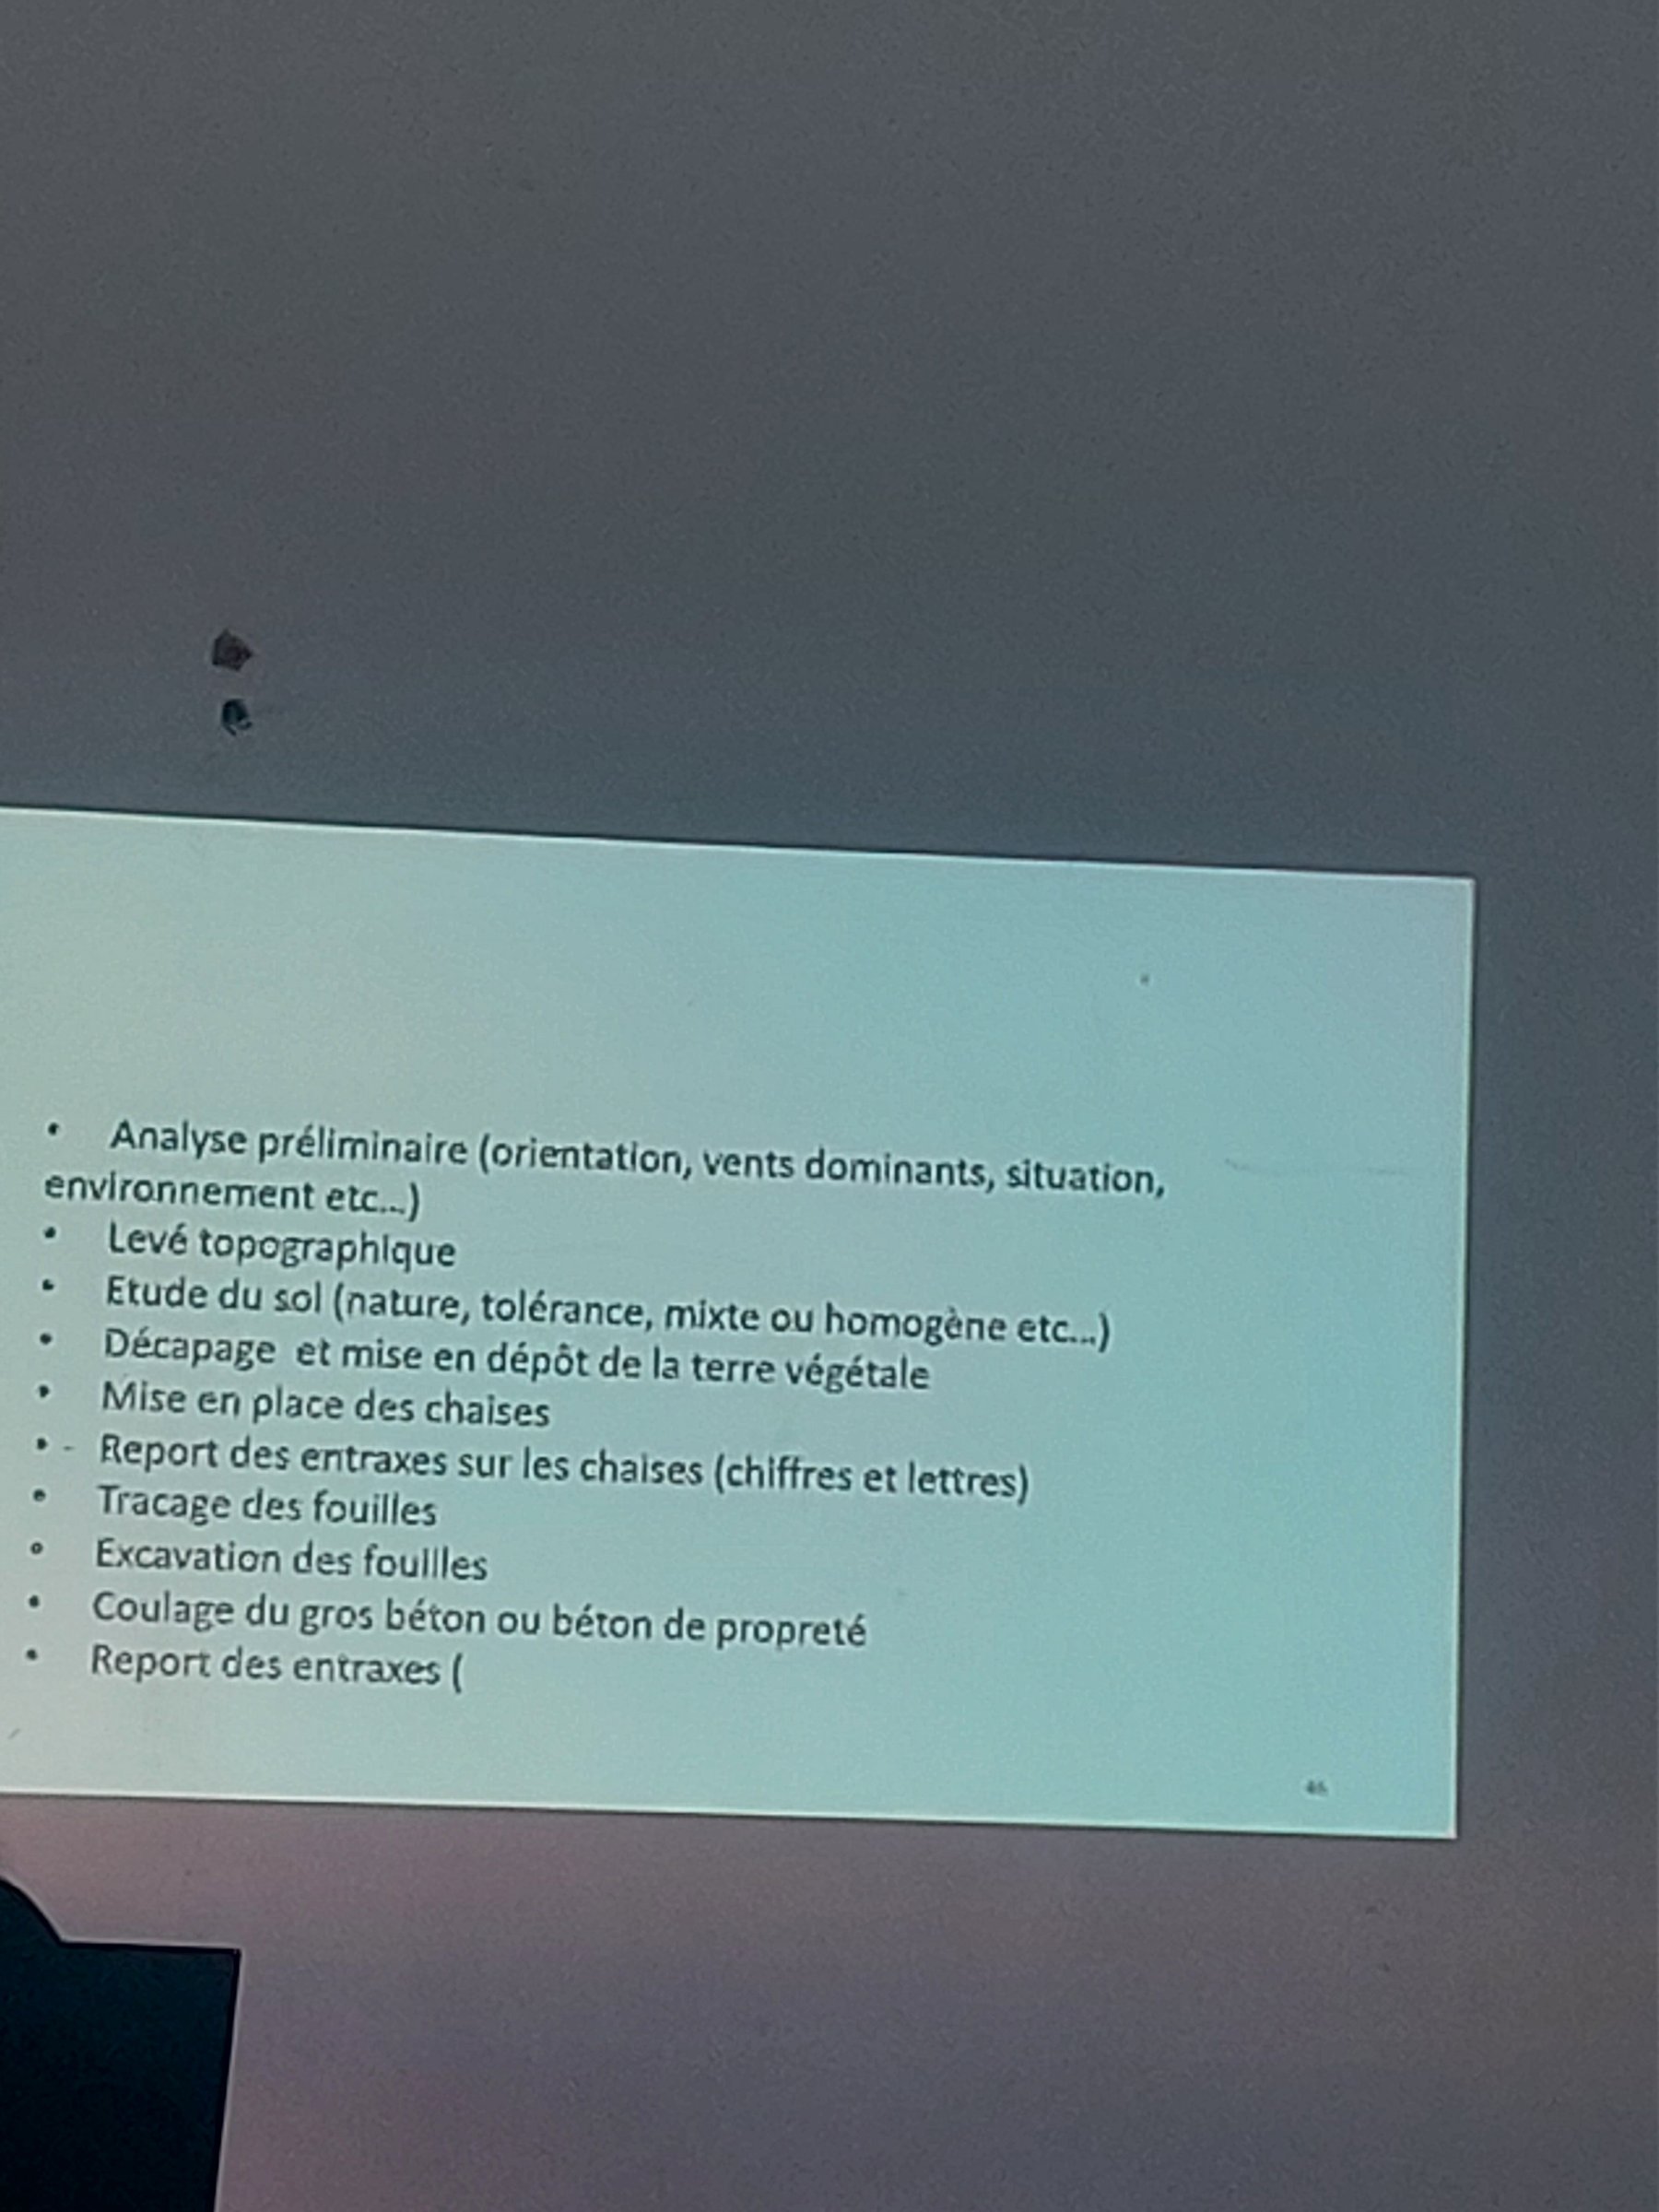 • Analyse préliminaire (orientation, vents dominants, situation,
environnement etc...)
• Levé topographique
• Etude du sol (nature, tolérance, mixte ou homogène etc...)
• Décapage et mise en dépôt de la terre végétale
• Mise en place des chaises
• - Report des entraxes sur les chaises (chiffres et lettres)
• Tracage des fouilles
• Excavation des fouilles
• Coulage du gros béton ou béton de propreté
• Report des entraxes (